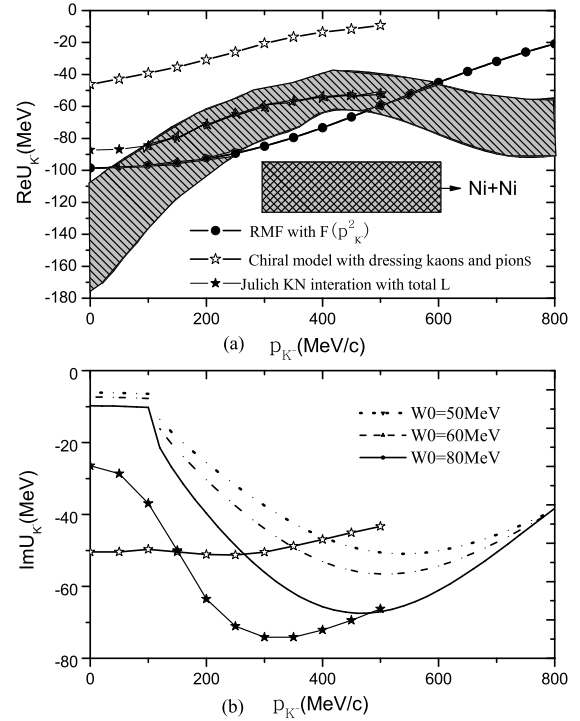 0
-20
-40
-60
-80
-100
-120
-140
-160
-180
ReU_K⁻(MeV)
Ni+Ni
RMF with F(p²_K⁻)
Chiral model with dressing kaons and pions
Julich KN interation with total L
0 200 400 600 800
(a) p_K⁻(MeV/c)
0
-20
-40
-60
-80
ImU_K⁻(MeV)
W0=50MeV
W0=60MeV
W0=80MeV
0 200 400 600 800
(b) p_K⁻(MeV/c)